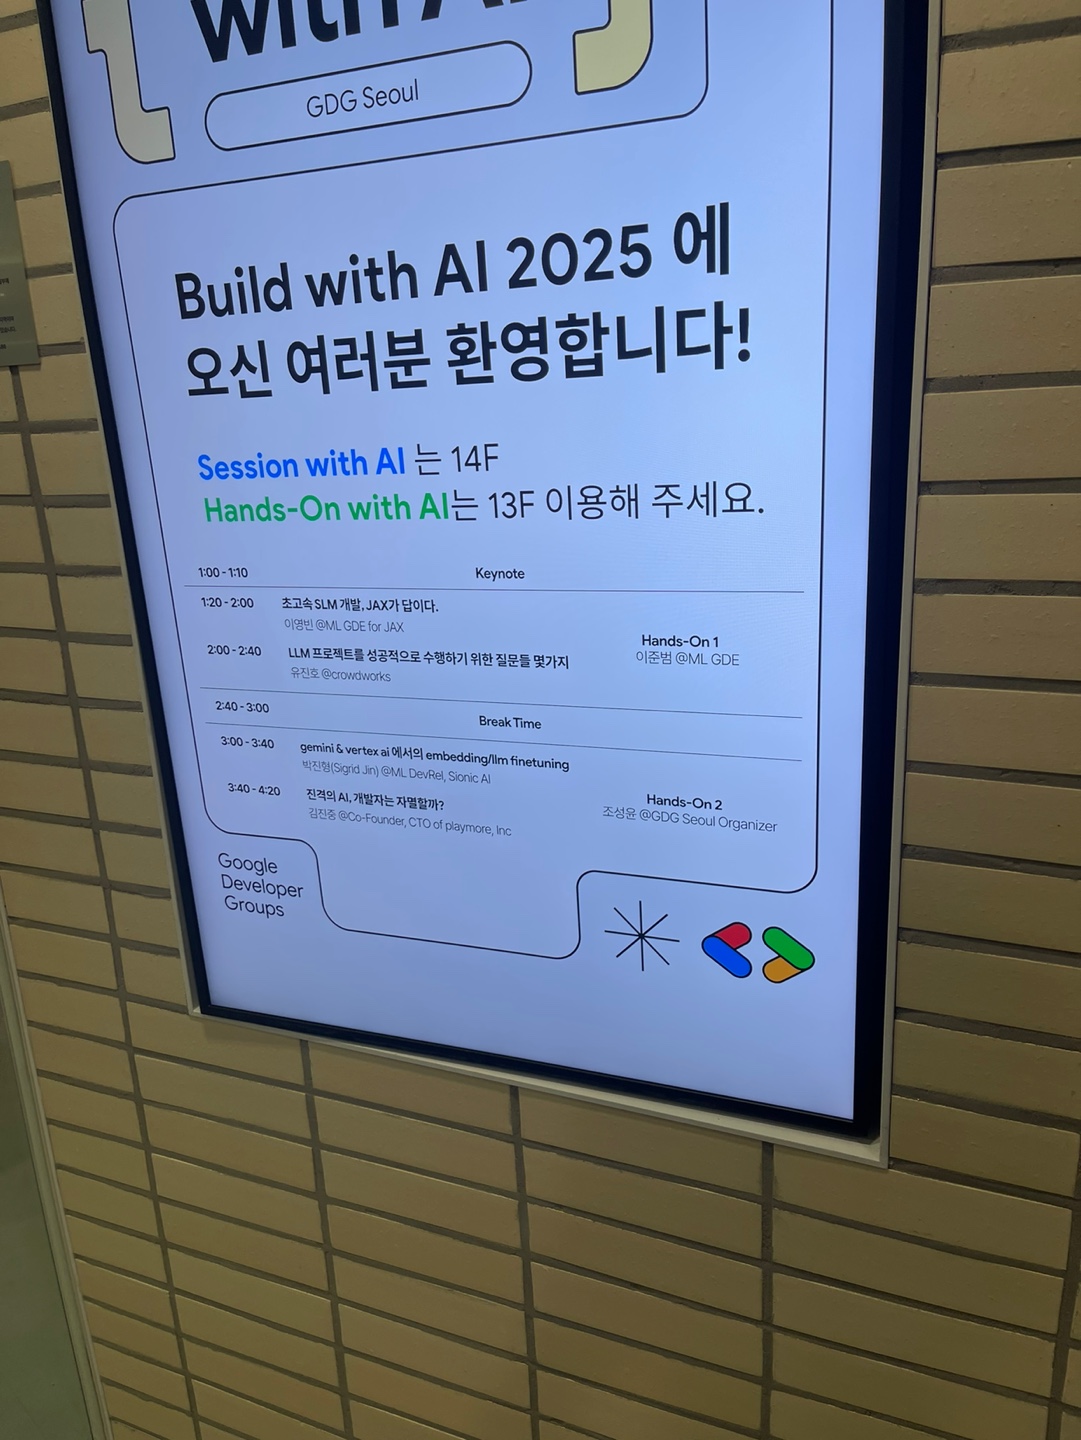 with A
GDG Seoul
Build with AI 2025 에
오신 여러분 환영합니다!
Session with AI 는 14F
Hands-On with AI는 13F 이용해 주세요.
1:00 - 1:10 Keynote
1:20 - 2:00 초고속 SLM 개발, JAX가 답이다.
이영빈 @ML GDE for JAX
Hands-On 1
이준범 @ML GDE
2:00 - 2:40 LLM 프로젝트를 성공적으로 수행하기 위한 질문들 몇가지
유진호 @crowdworks
2:40 - 3:00 Break Time
3:00 - 3:40 gemini & vertex ai 에서의 embedding/llm finetuning
박진형(Sigrid Jin) @ML DevRel, Sionic AI
3:40 - 4:20 진격의 AI, 개발자는 자멸할까?
김진중 @Co-Founder, CTO of playmore, Inc
Hands-On 2
조성윤 @GDG Seoul Organizer
Google
Developer
Groups